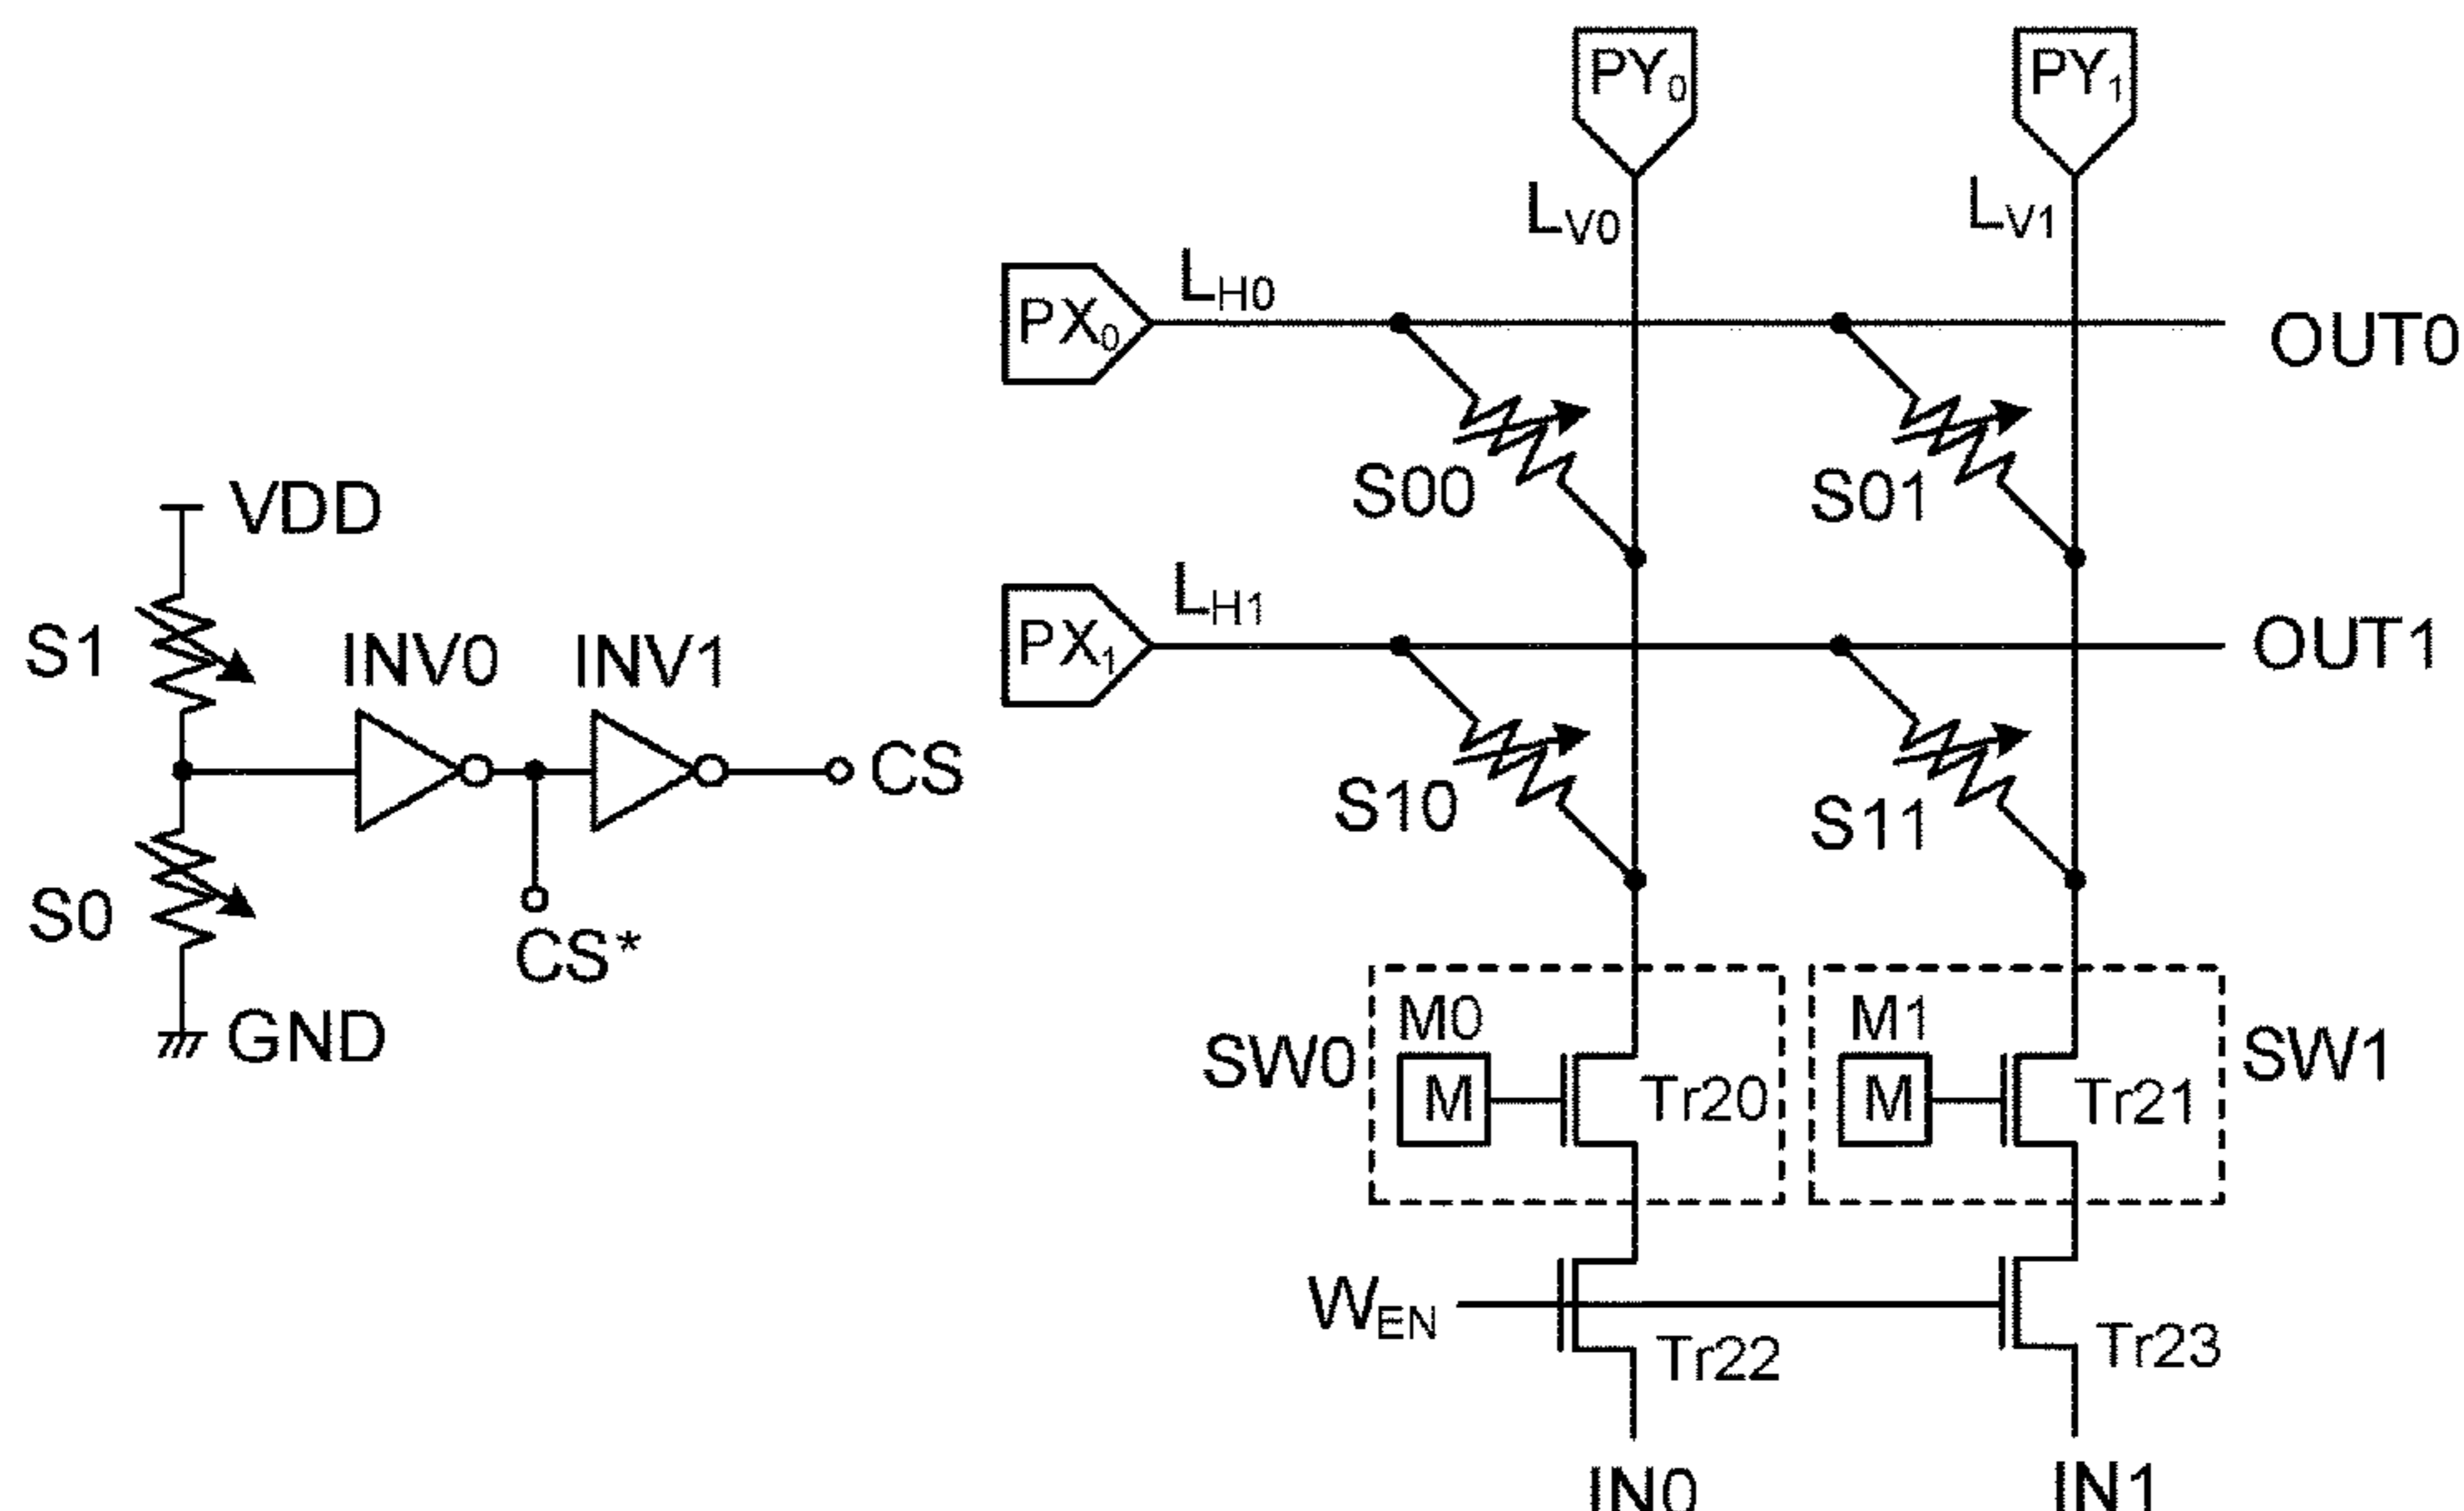 PY0
PY1
LV0
LV1
LH0
PX0
OUT0
S00
S01
VDD
LH1
PX1
OUT1
S1
INV0
INV1
CS
S10
S11
S0
CS*
GND
M0
M1
SW0
M
Tr20
M
Tr21
SW1
WEN
Tr22
Tr23
IN0
IN1